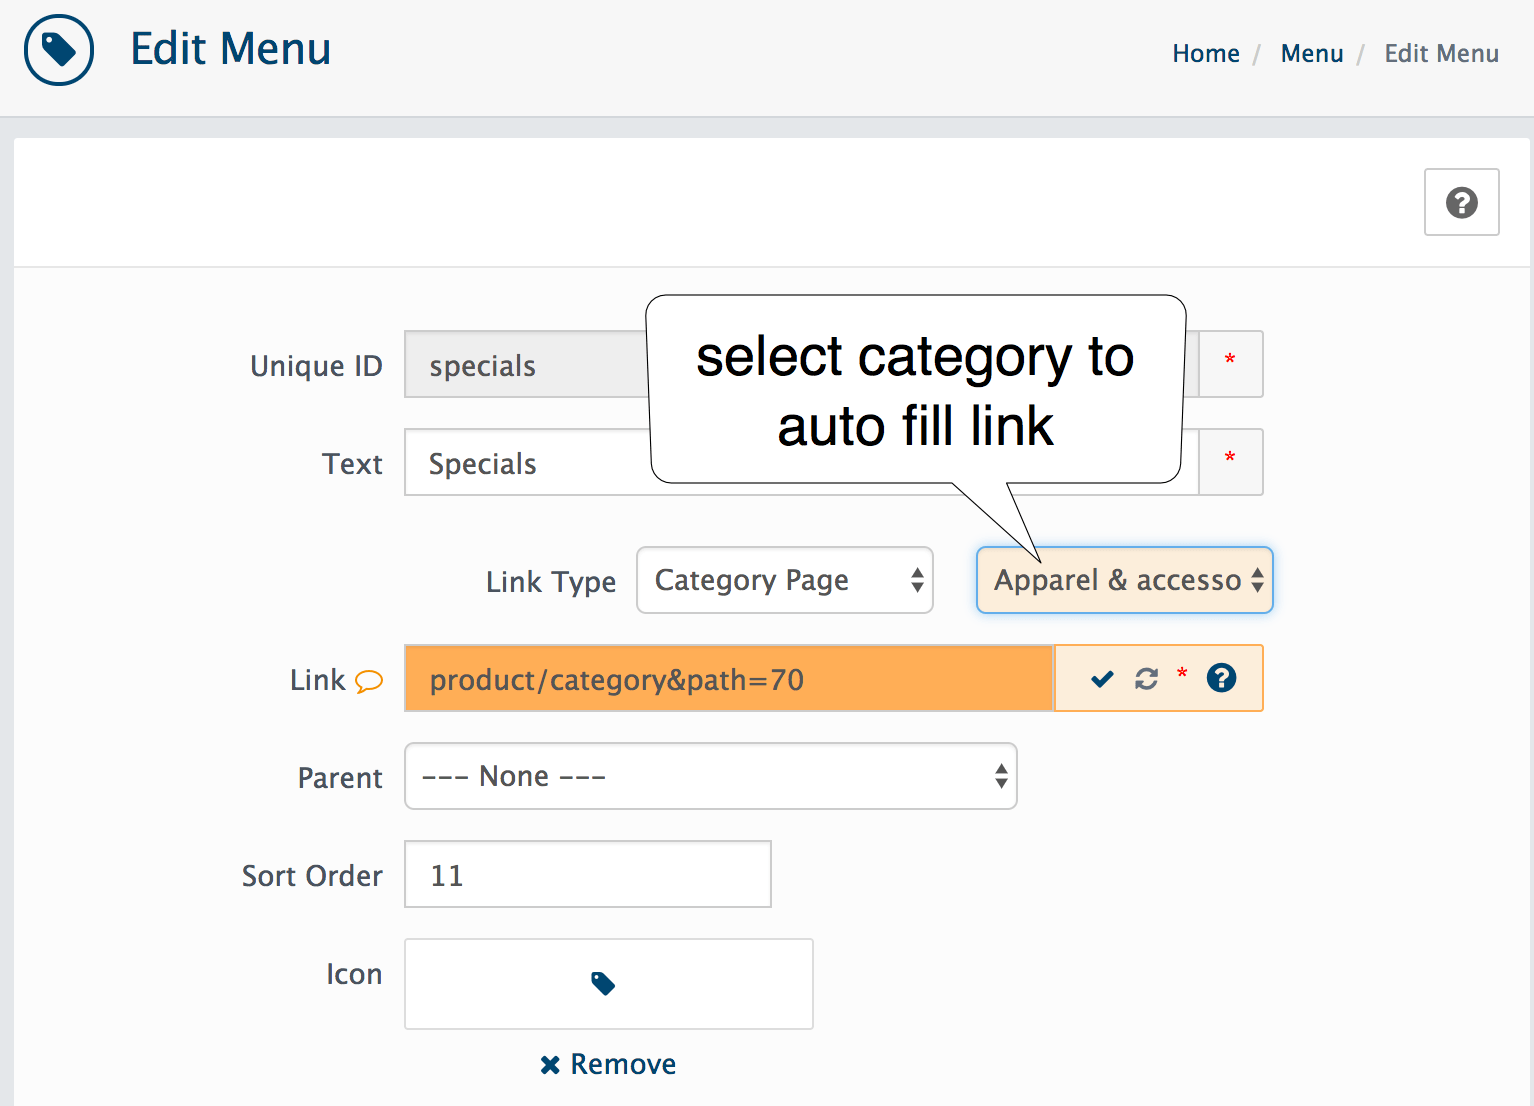 Edit Menu
Home / Menu / Edit Menu
select category to
auto fill link
Unique ID specials *
Text Specials *
Link Type Category Page Apparel & accesso
Link product/category&path=70 *
Parent --- None ---
Sort Order 11
Icon
Remove